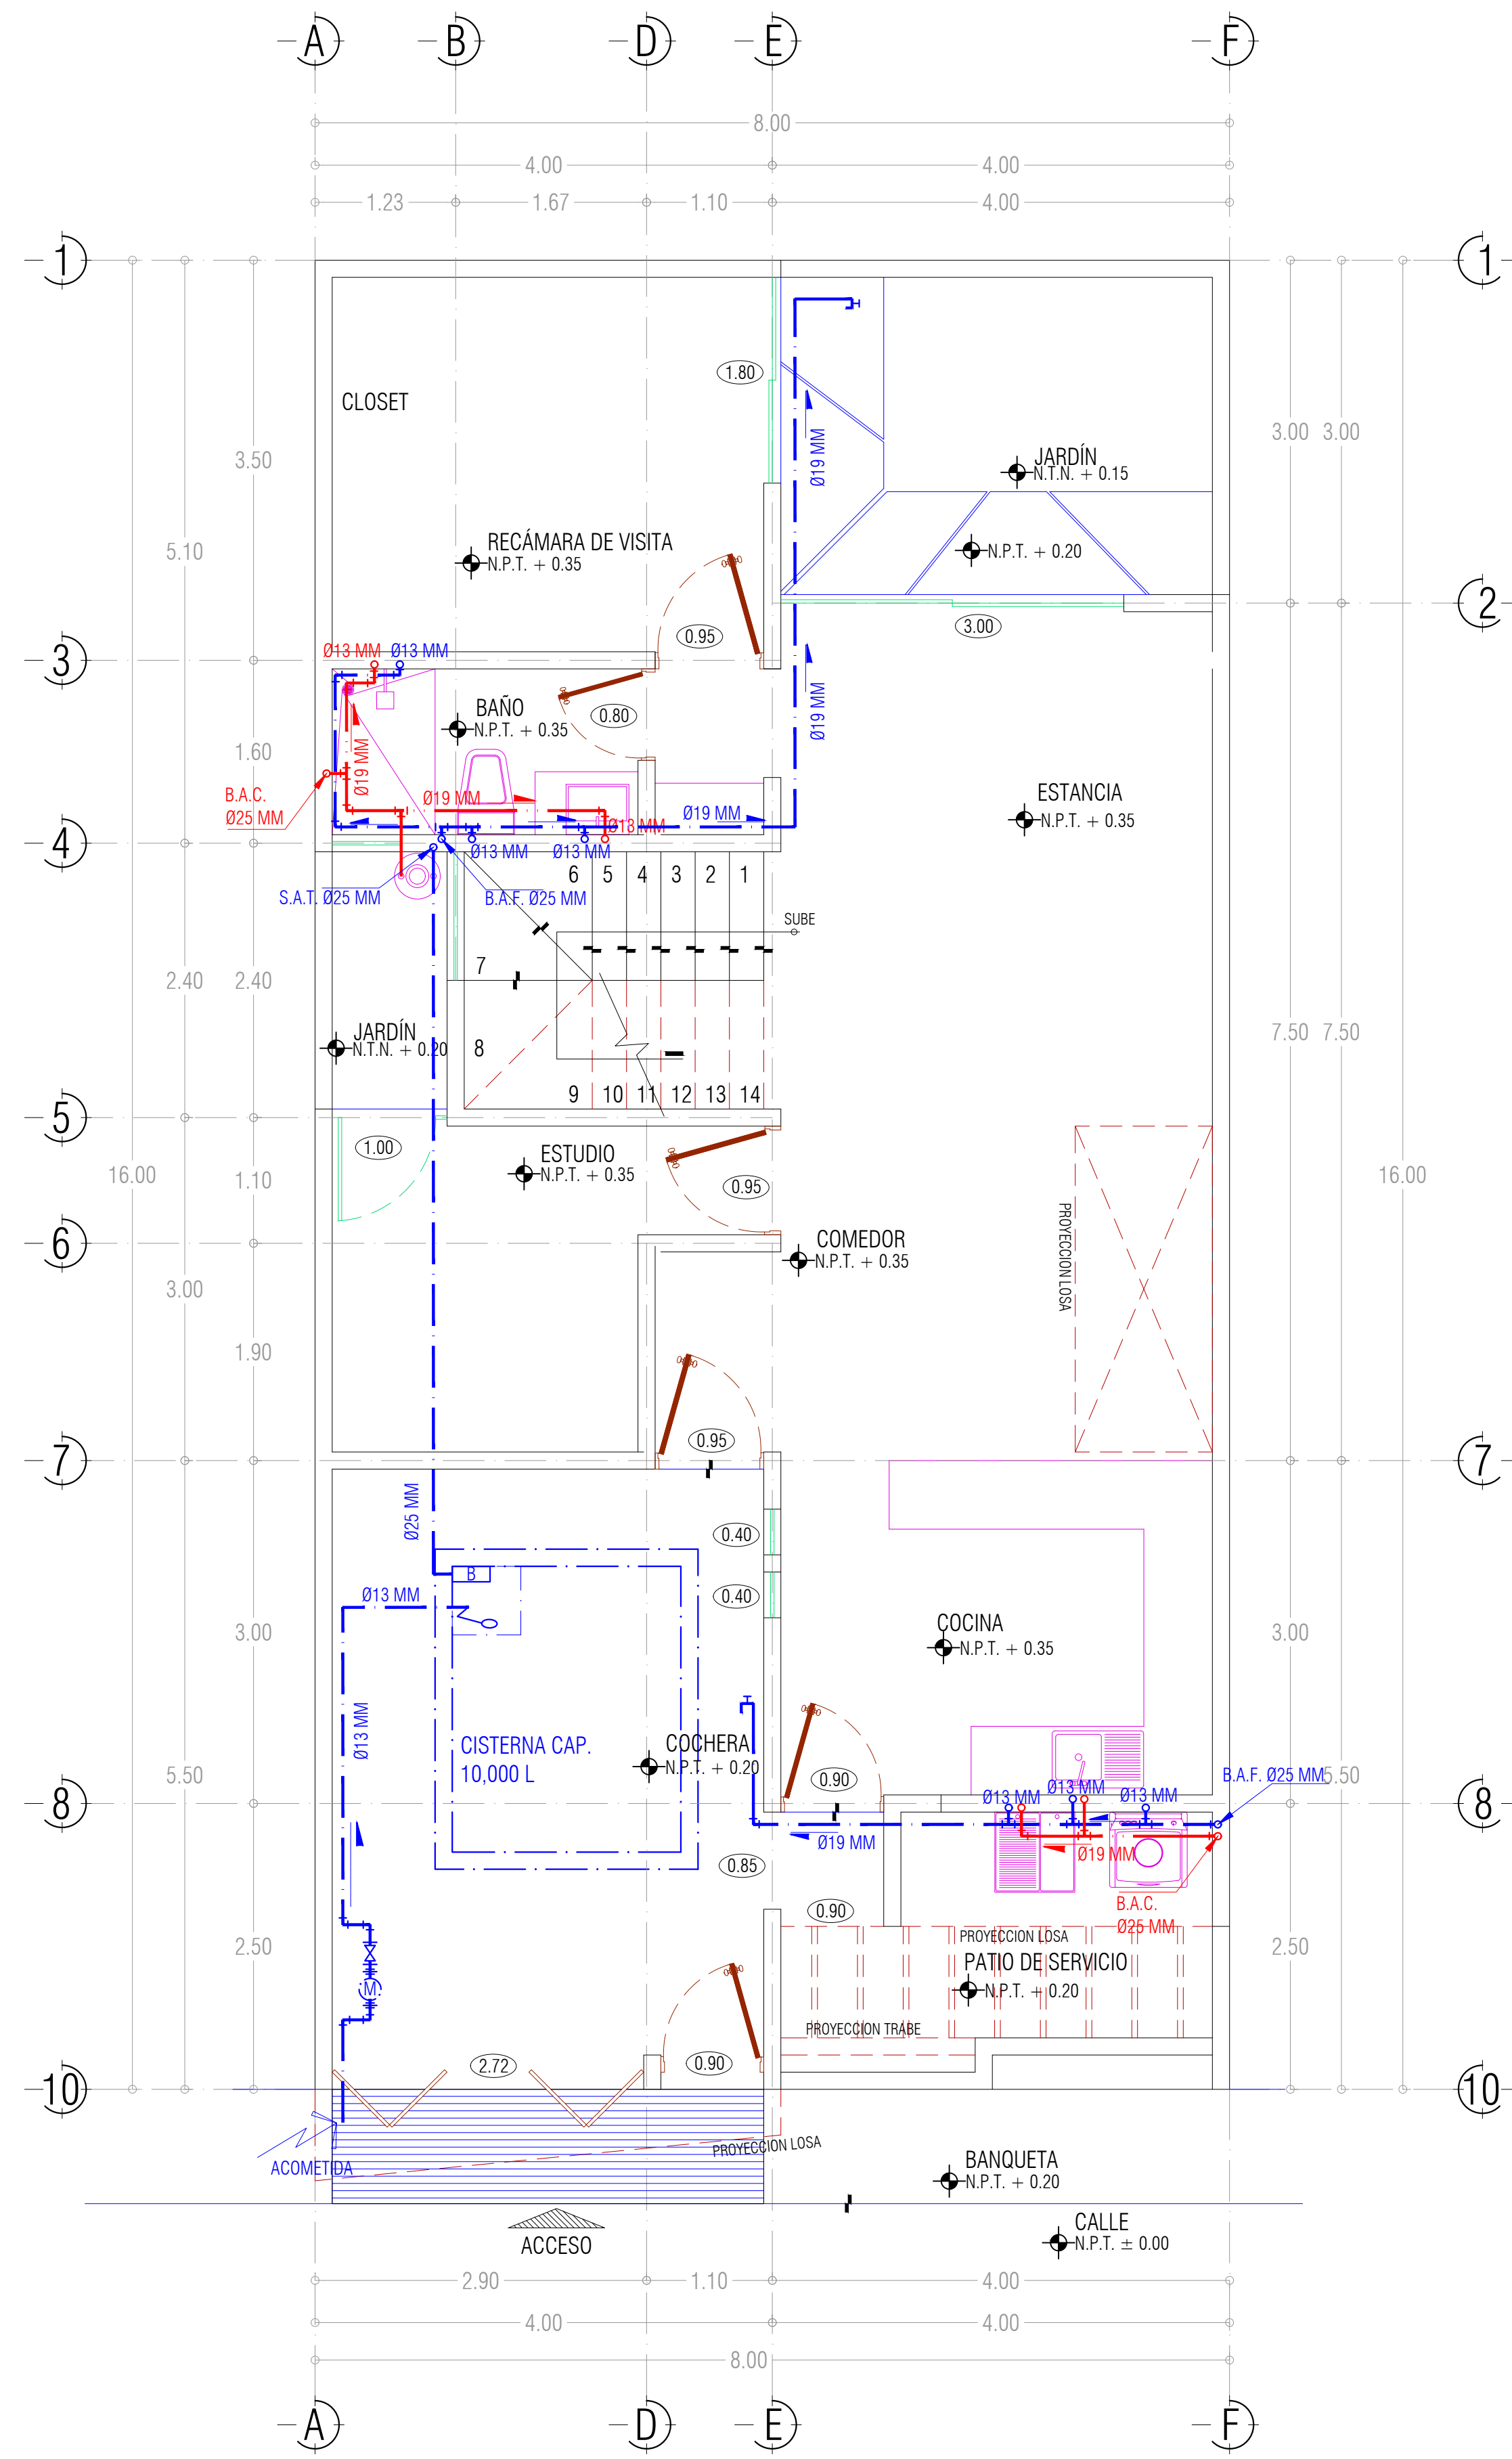 A B D E F
8.00
4.00 4.00
1.23 1.67 1.10 4.00
1 1
1.80
CLOSET
3.00 3.00
Ø19 MM
JARDÍN
N.T.N. + 0.15
3.50
RECÁMARA DE VISITA
N.P.T. + 0.35
5.10
N.P.T. + 0.20
2
3.00
0.95
Ø13 MM Ø13 MM
3
BAÑO
N.P.T. + 0.35
0.80
Ø19 MM
1.60
Ø19 MM
B.A.C.
Ø25 MM
Ø19 MM
Ø19 MM
ESTANCIA
N.P.T. + 0.35
Ø13 MM
4
Ø13 MM Ø13 MM
6 5 4 3 2 1
S.A.T. Ø25 MM
B.A.F. Ø25 MM
SUBE
7
2.40 2.40
JARDÍN
N.T.N. + 0.20
8
7.50 7.50
9 10 11 12 13 14
5
1.00
ESTUDIO
N.P.T. + 0.35
16.00
1.10
0.95
16.00
PROYECCION LOSA
6
COMEDOR
N.P.T. + 0.35
3.00
1.90
0.95
7 7
Ø25 MM
0.40
B
Ø13 MM
0.40
COCINA
N.P.T. + 0.35
3.00
3.00
Ø13 MM
CISTERNA CAP.
10,000 L
COCHERA
N.P.T. + 0.20
5.50
0.90
B.A.F. Ø25 MM
5.50
Ø13 MM Ø13 MM Ø13 MM
8 8
Ø19 MM
Ø19 MM
0.85
B.A.C.
Ø25 MM
0.90
2.50
PROYECCION LOSA
2.50
PATIO DE SERVICIO
N.P.T. + 0.20
M
PROYECCION TRABE
2.72
0.90
10 10
ACOMETIDA
PROYECCION LOSA
BANQUETA
N.P.T. + 0.20
CALLE
N.P.T. ± 0.00
ACCESO
2.90 1.10 4.00
4.00 4.00
8.00
A D E F